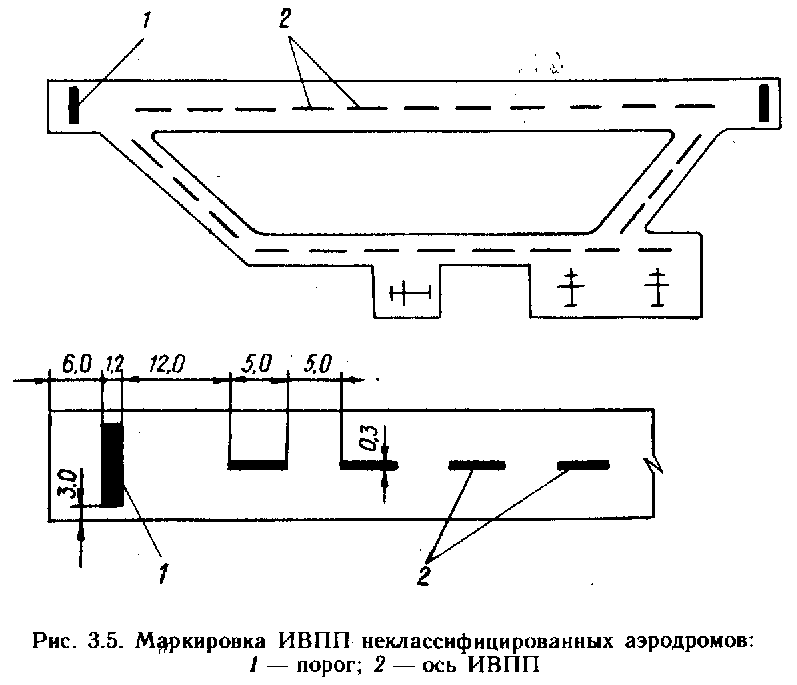 1
2
6,0 1,2 12,0 5,0 5,0
0,3
3,0
1
2
Рис. 3.5. Маркировка ИВПП неклассифицированных аэродромов:
1 — порог; 2 — ось ИВПП